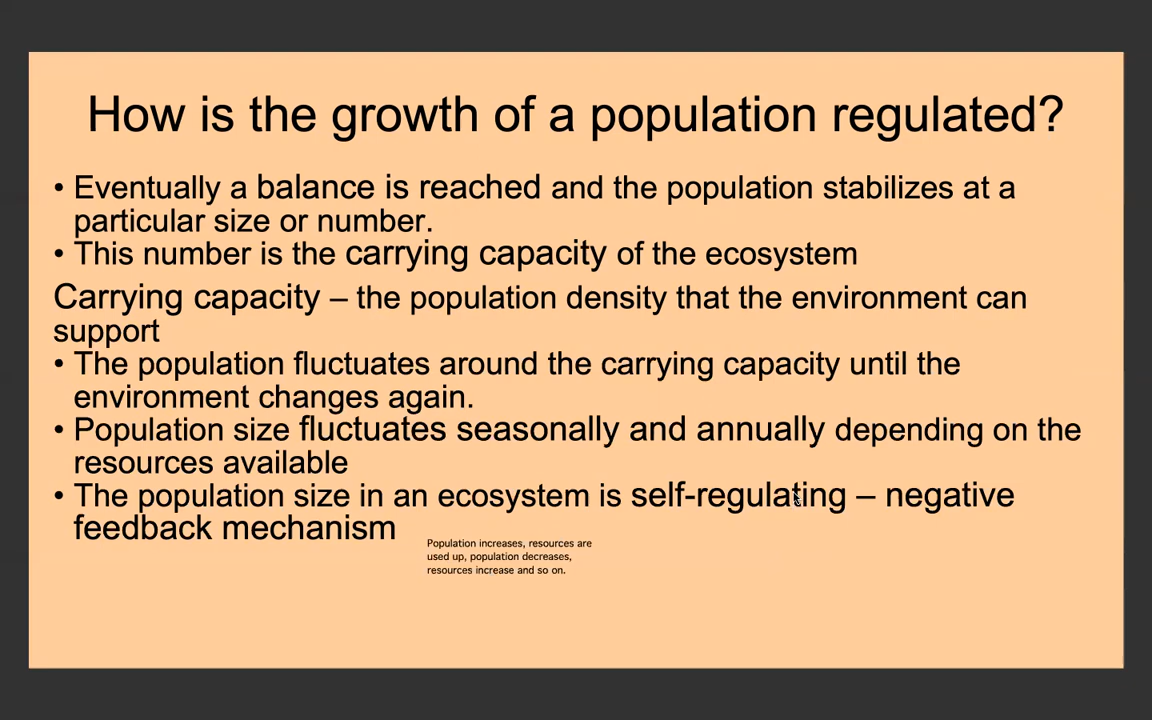 How is the growth of a population regulated?
• Eventually a balance is reached and the population stabilizes at a
particular size or number.
• This number is the carrying capacity of the ecosystem
Carrying capacity – the population density that the environment can
support
• The population fluctuates around the carrying capacity until the
environment changes again.
• Population size fluctuates seasonally and annually depending on the
resources available
• The population size in an ecosystem is self-regulating – negative
feedback mechanism
Population increases, resources are
used up, population decreases,
resources increase and so on.